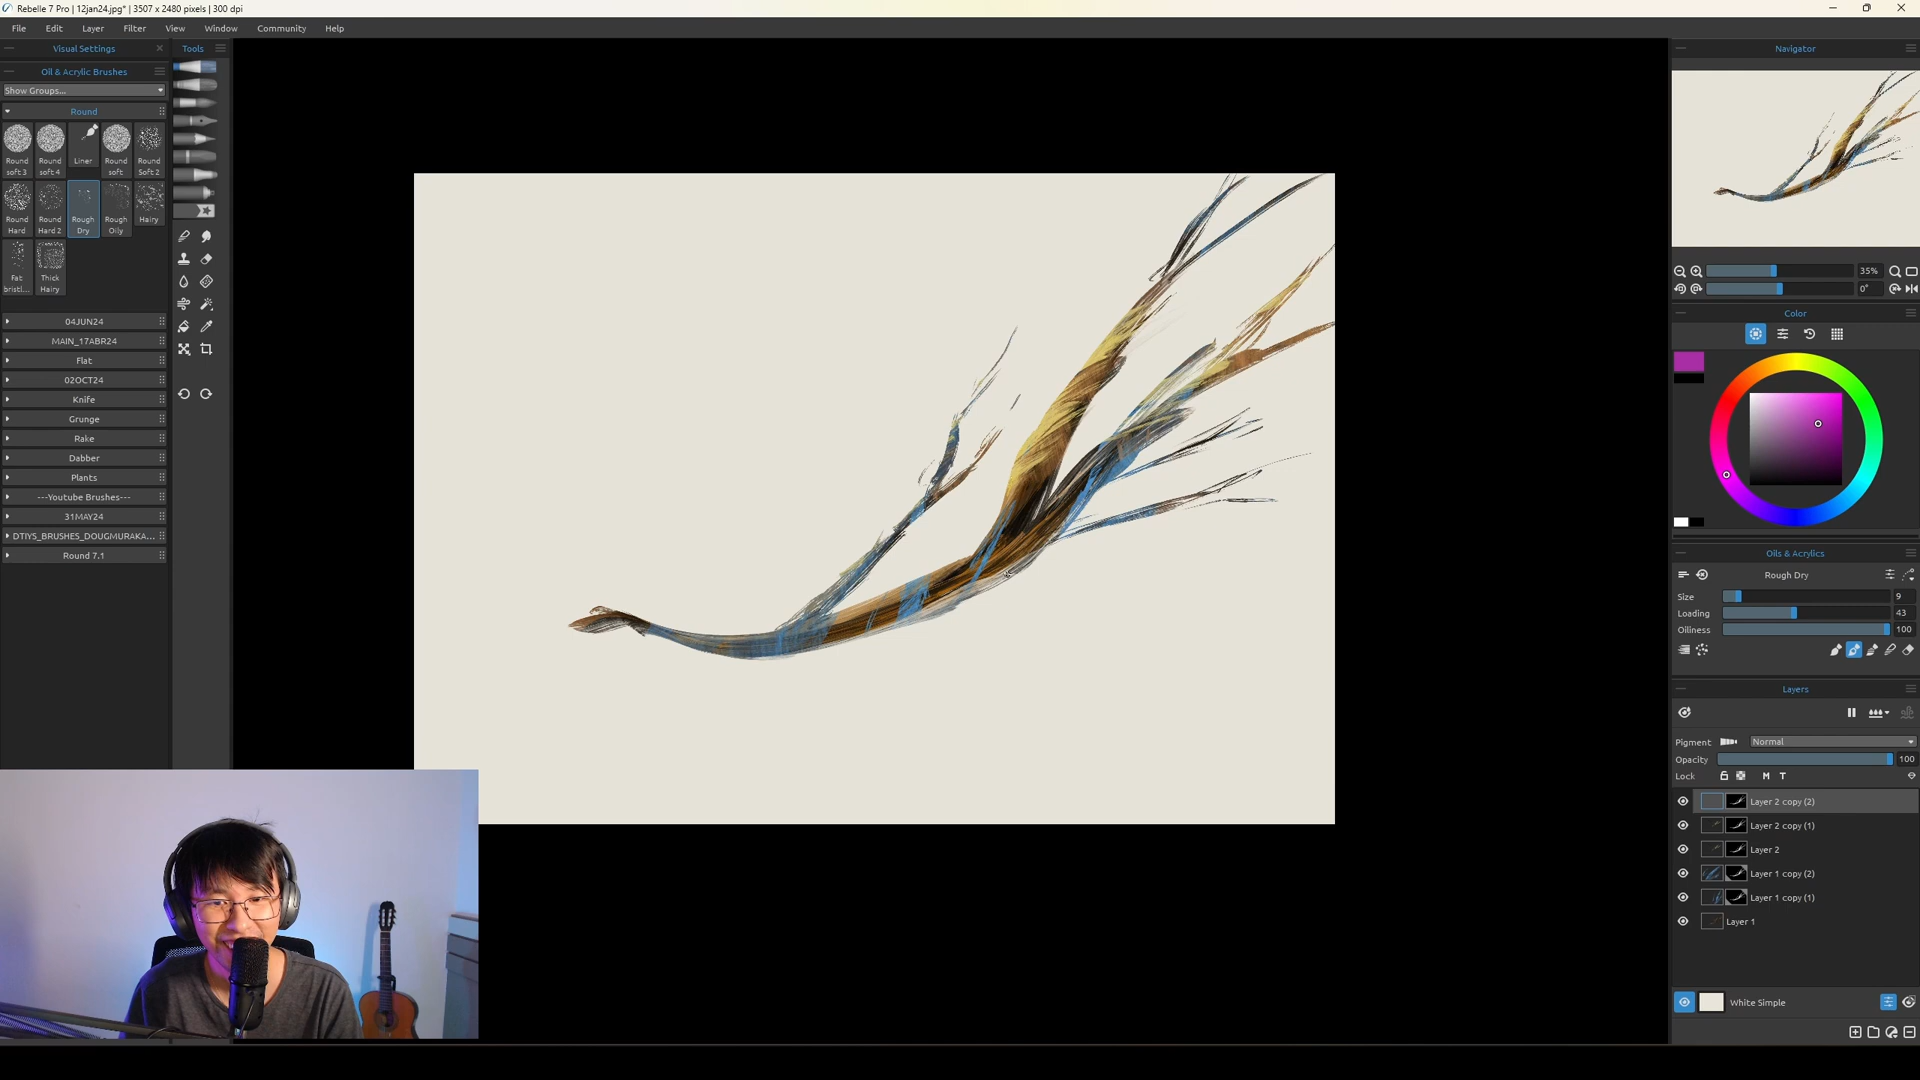 Rebelle 7 Pro | 12jan24.jpg* | 3507 x 2480 pixels | 300 dpi
File Edit Layer Filter View Window Community Help
Visual Settings
Tools
Navigator
Oil & Acrylic Brushes
Show Groups...
Round
Round soft 3
Round soft 4
Liner
Round soft
Round Soft 2
Round Hard
Round Hard 2
Rough Dry
Rough Oily
Hairy
Fat bristl...
Thick Hairy
04JUN24
MAIN_17ABR24
Flat
02OCT24
Knife
Grunge
Rake
Dabber
Plants
---Youtube Brushes---
31MAY24
DTIYS_BRUSHES_DOUGMURAKA...
Round 7.1
35%
0°
Color
Oils & Acrylics
Rough Dry
Size 9
Loading 43
Oiliness 100
Layers
Pigment Normal
Opacity 100
Lock M T
Layer 2 copy (2)
Layer 2 copy (1)
Layer 2
Layer 1 copy (2)
Layer 1 copy (1)
Layer 1
White Simple